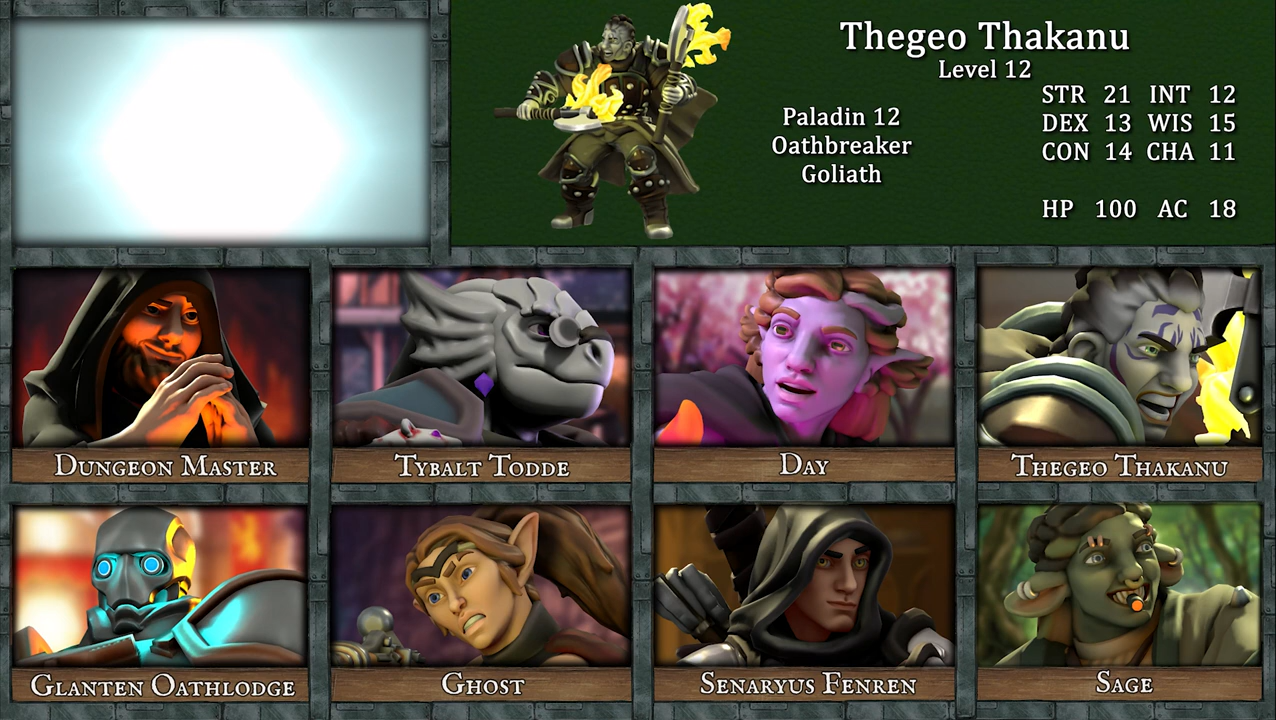 Thegeo Thakanu
Level 12
Paladin 12
Oathbreaker
Goliath
STR 21 INT 12
DEX 13 WIS 15
CON 14 CHA 11
HP 100 AC 18
Dungeon Master
Tybalt Todde
Day
Thegeo Thakanu
Glanten Oathlodge
Ghost
Senaryus Fenren
Sage